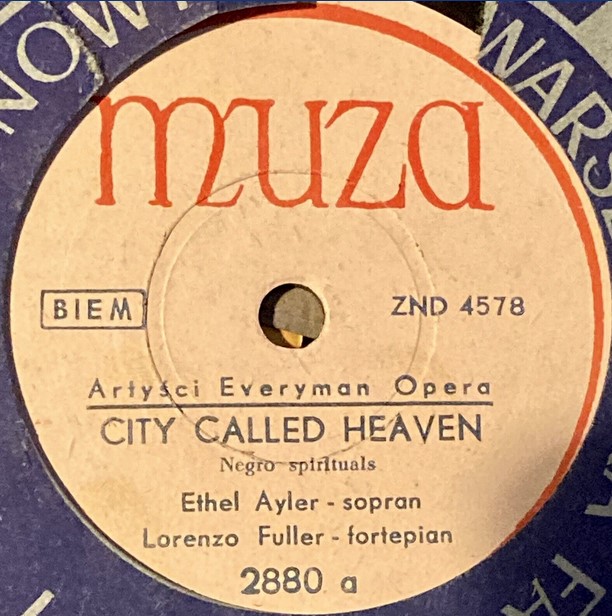 muza
BIEM
ZND 4578
Artyści Everyman Opera
CITY CALLED HEAVEN
Negro spirituals
Ethel Ayler - sopran
Lorenzo Fuller - fortepian
2880 a